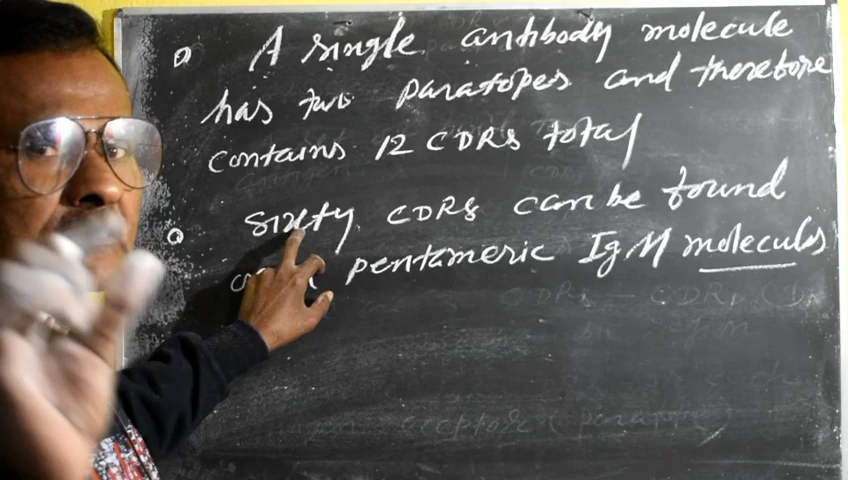 A single antibody molecule
has two paratopes and therefore
contains 12 CDRs total
Sixty CDRs can be found
pentameric IgM molecules